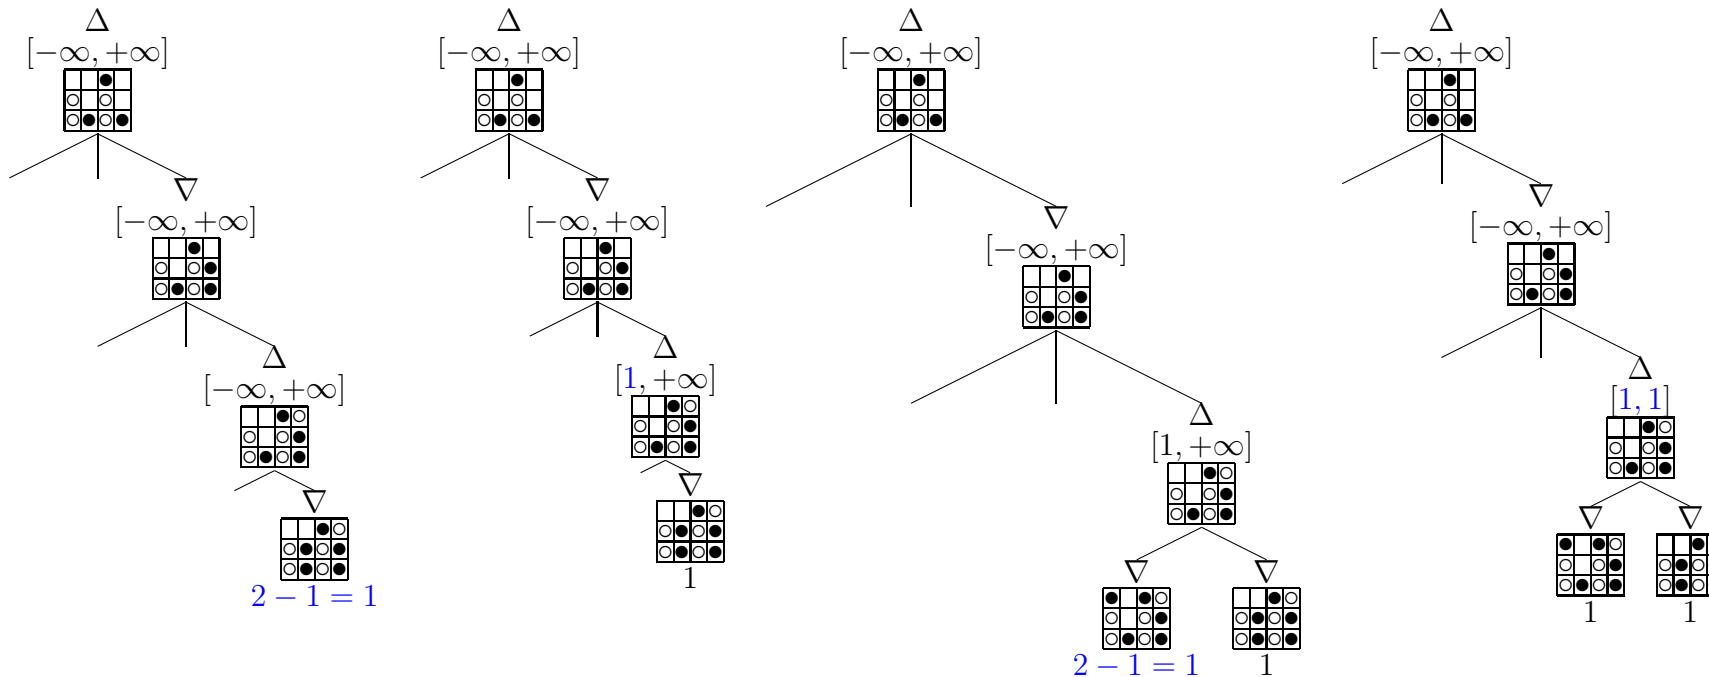 Δ Δ Δ Δ
[−∞, +∞] [−∞, +∞] [−∞, +∞] [−∞, +∞]
∇ ∇ ∇ ∇
[−∞, +∞] [−∞, +∞] [−∞, +∞] [−∞, +∞]
Δ Δ Δ Δ
[−∞, +∞] [1, +∞] [1, +∞] [1, 1]
∇ ∇ ∇ ∇ ∇ ∇
2 − 1 = 1 1 2 − 1 = 1 1 1 1